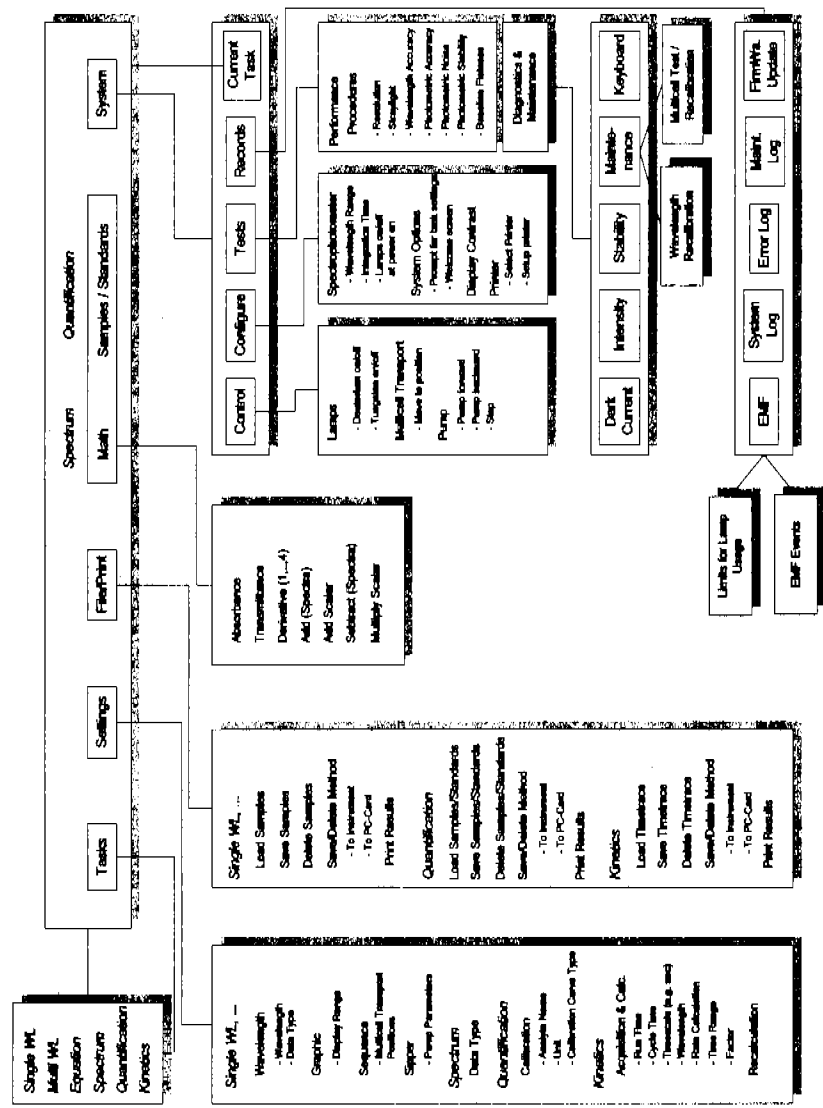 Single WL
Multi WL
Equation
Spectrum
Quantification
Kinetics
Spectrum
Quantification
Tasks
Settings
File/Print
Math
Samples / Standards
System
Single WL, ...
Wavelength
- Wavelength
- Data Type
Graphic
- Display Range
Sequence
- Multicell Transport
Positions
Sipper
- Pump Parameters
Spectrum
Data Type
Quantification
Calibration
- Analyte Name
- Unit
- Calibration Curve Type
Kinetics
Acquisition & Calc.
- Run Time
- Cycle Time
- Timescale (e.g. sec)
- Wavelength
- Rate Calculation
- Time Range
- Factor
Recalculation
Single WL, ...
Load Samples
Save Samples
Delete Samples
Save/Delete Method
- To Instrument
- To PC-Card
Print Results
Quantification
Load Samples/Standards
Save Samples/Standards
Delete Samples/Standards
Save/Delete Method
- To Instrument
- To PC-Card
Print Results
Kinetics
Load Timetrace
Save Timetrace
Delete Timetrace
Save/Delete Method
- To Instrument
- To PC-Card
Print Results
Absorbance
Transmittance
Derivative (1...4)
Add (Spectra)
Add Scalar
Subtract (Spectra)
Multiply Scalar
Control
Configure
Tests
Records
Current
Task
Lamps
- Deuterium on/off
- Tungsten on/off
Multicell Transport
- Move to position
Pump
- Pump forward
- Pump backward
- Stop
Spectrophotometer
- Wavelength Range
- Integration Time
- Lamps on/off
at power on
System Options
- Prompt for task settings
- Welcome screen
Display Contrast
Printer
- Select Printer
- Setup printer
Performance
Procedures
- Resolution
- Straylight
- Wavelength Accuracy
- Photometric Accuracy
- Photometric Noise
- Photometric Stability
- Baseline Flatness
Diagnostics &
Maintenance
Dark
Current
Intensity
Stability
Mainte-
nance
Keyboard
Wavelength
Recalibration
Multicell Test /
Recalibration
EMF
System
Log
Error Log
Maint.
Log
FirmWa.
Update
Limits for Lamp
Usage
EMF Events